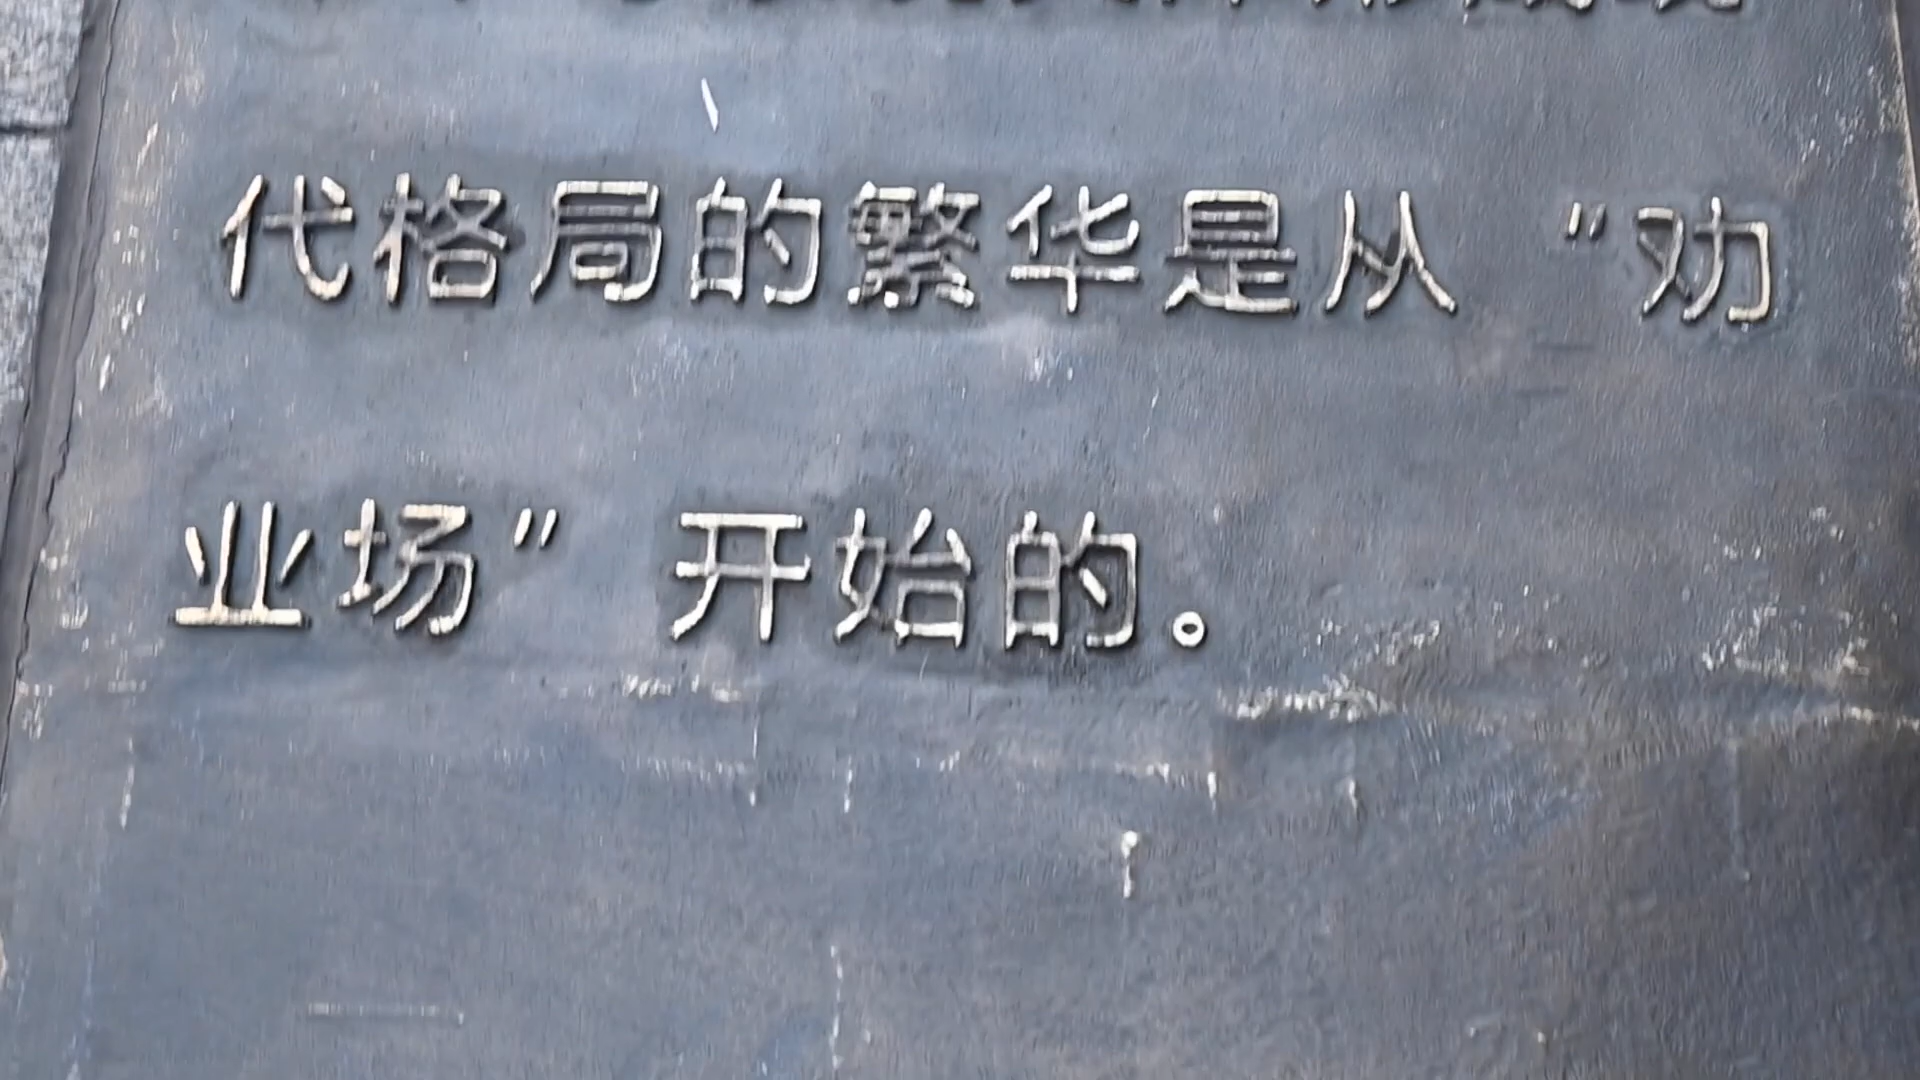 代格局的繁华是从 “劝
业场” 开始的。